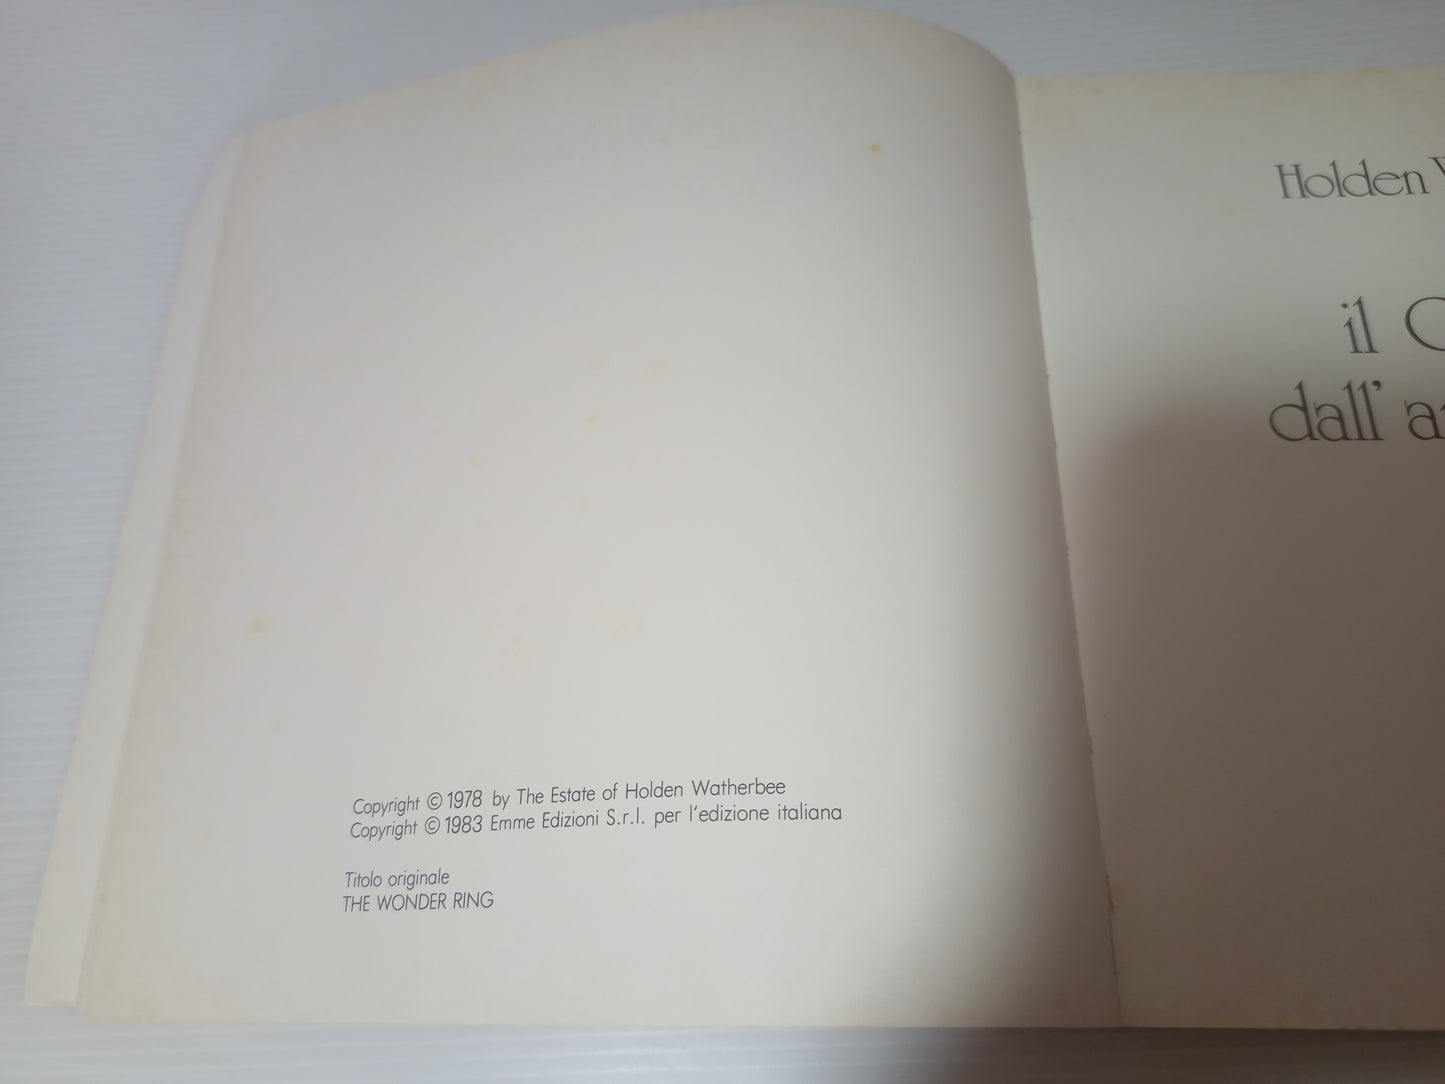 Copyright © 1978 by The Estate of Holden Watherbee
Copyright © 1983 Emme Edizioni S.r.l. per l'edizione italiana
Titolo originale
THE WONDER RING
Holden
il
dall'